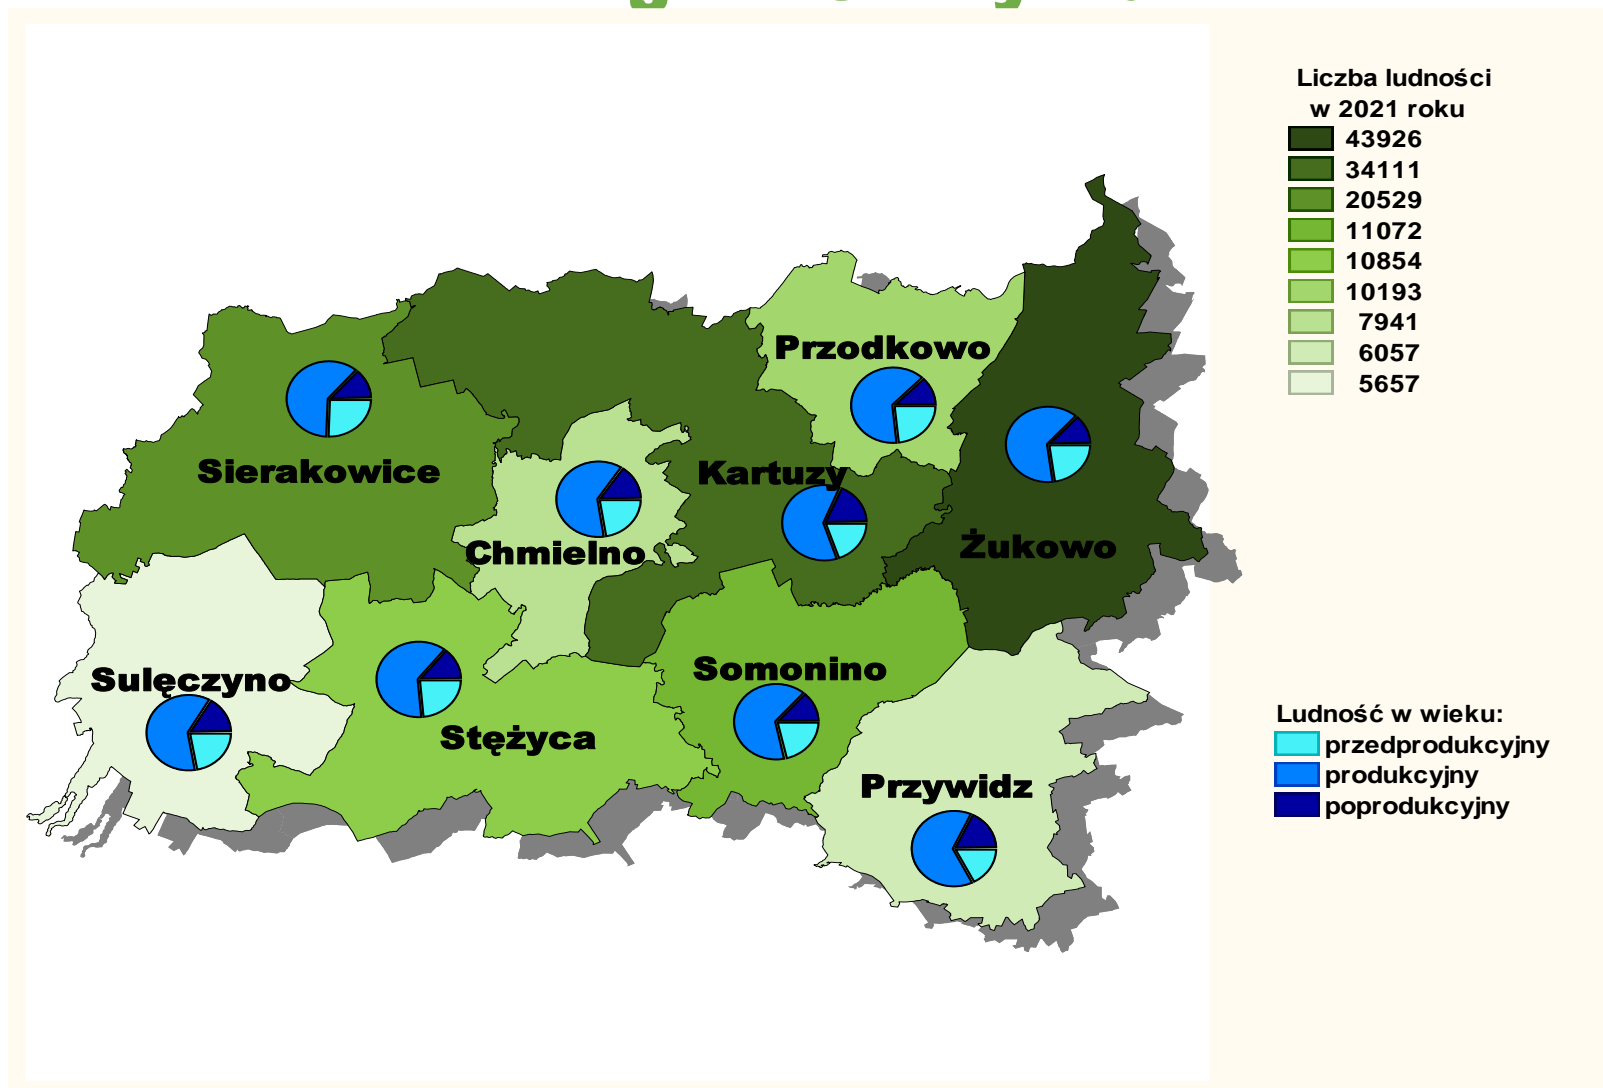 Liczba ludności
w 2021 roku
43926
34111
20529
11072
10854
10193
7941
6057
5657
Przodkowo
Sierakowice
Kartuzy
Chmielno
Żukowo
Sulęczyno
Somonino
Stężyca
Przywidz
Ludność w wieku:
przedprodukcyjny
produkcyjny
poprodukcyjny